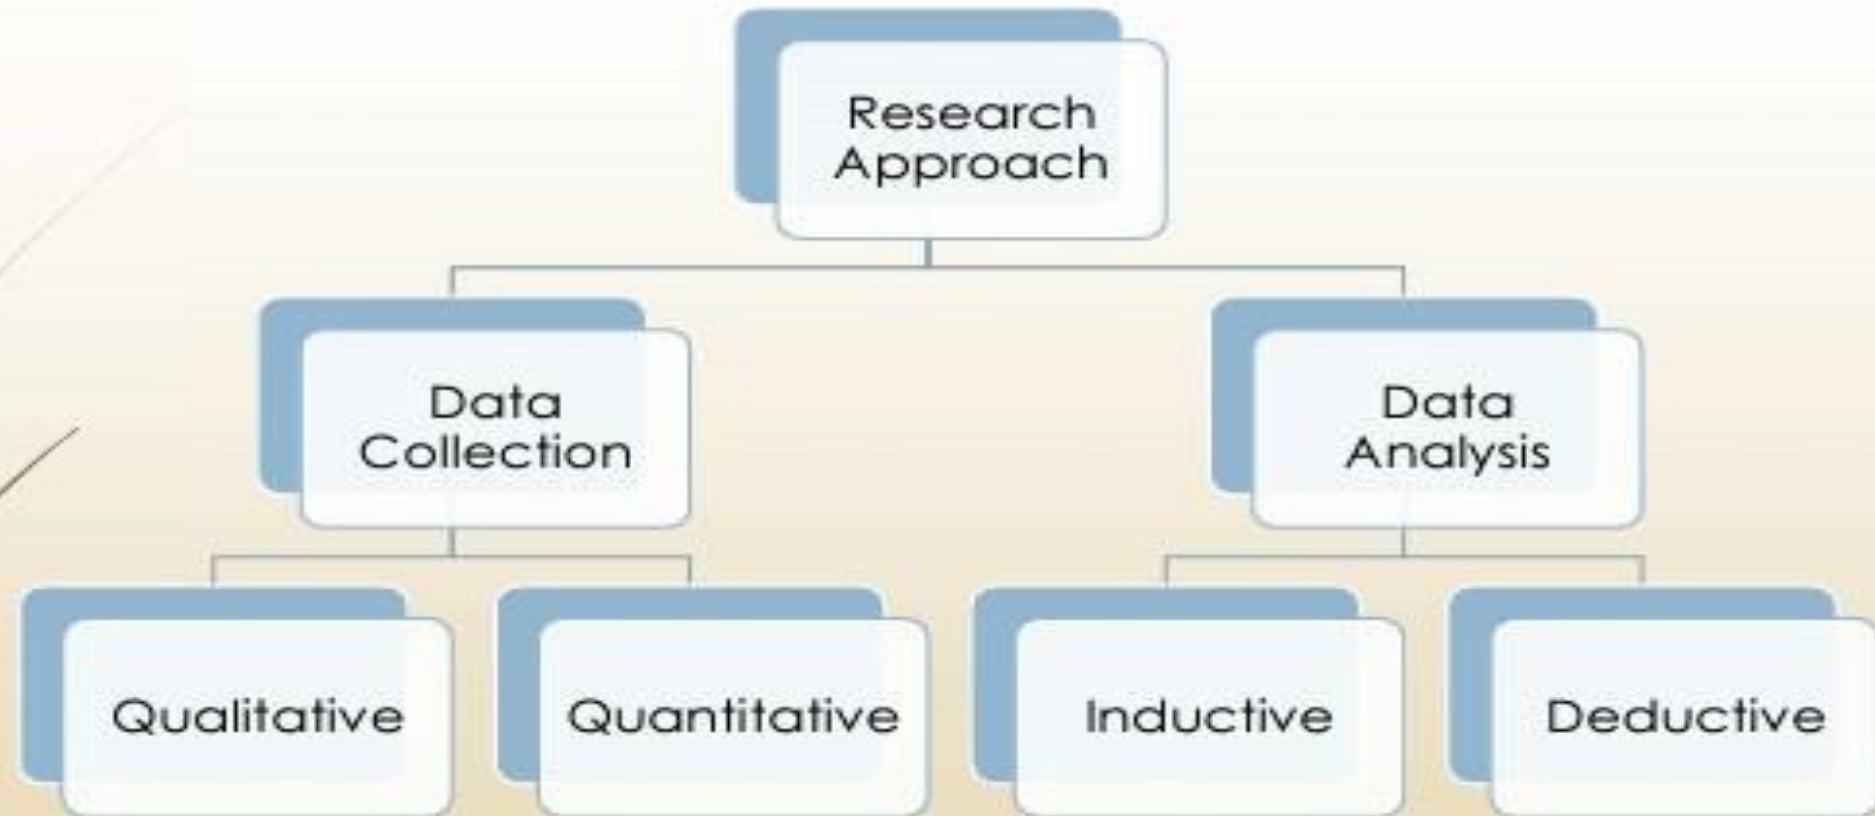 Research
Approach
Data
Collection
Data
Analysis
Qualitative
Quantitative
Inductive
Deductive